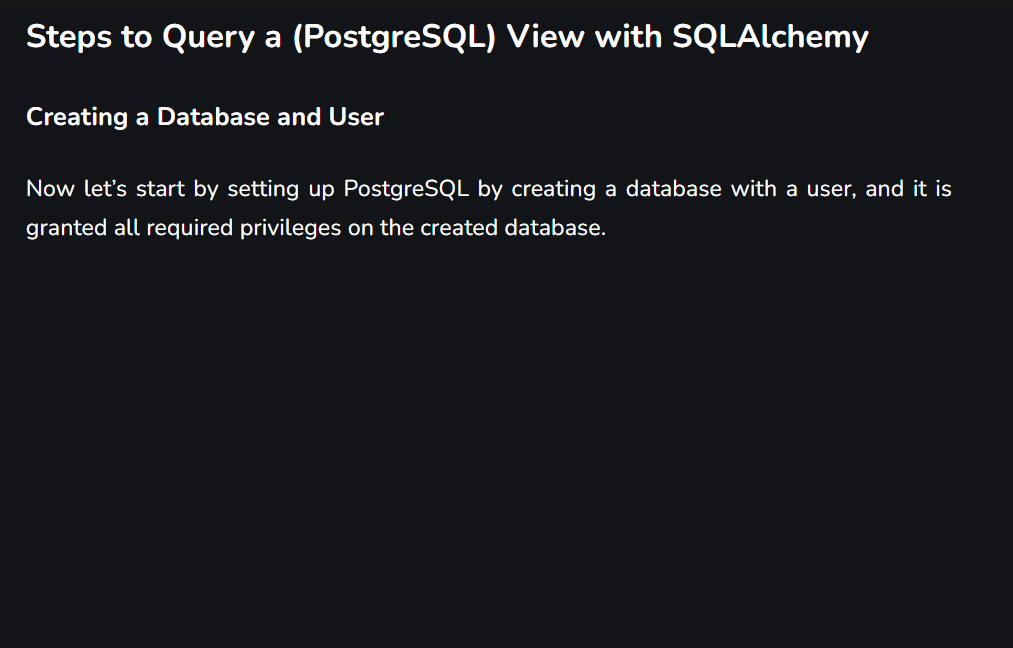 Steps to Query a (PostgreSQL) View with SQLAlchemy
Creating a Database and User
Now let’s start by setting up PostgreSQL by creating a database with a user, and it is
granted all required privileges on the created database.